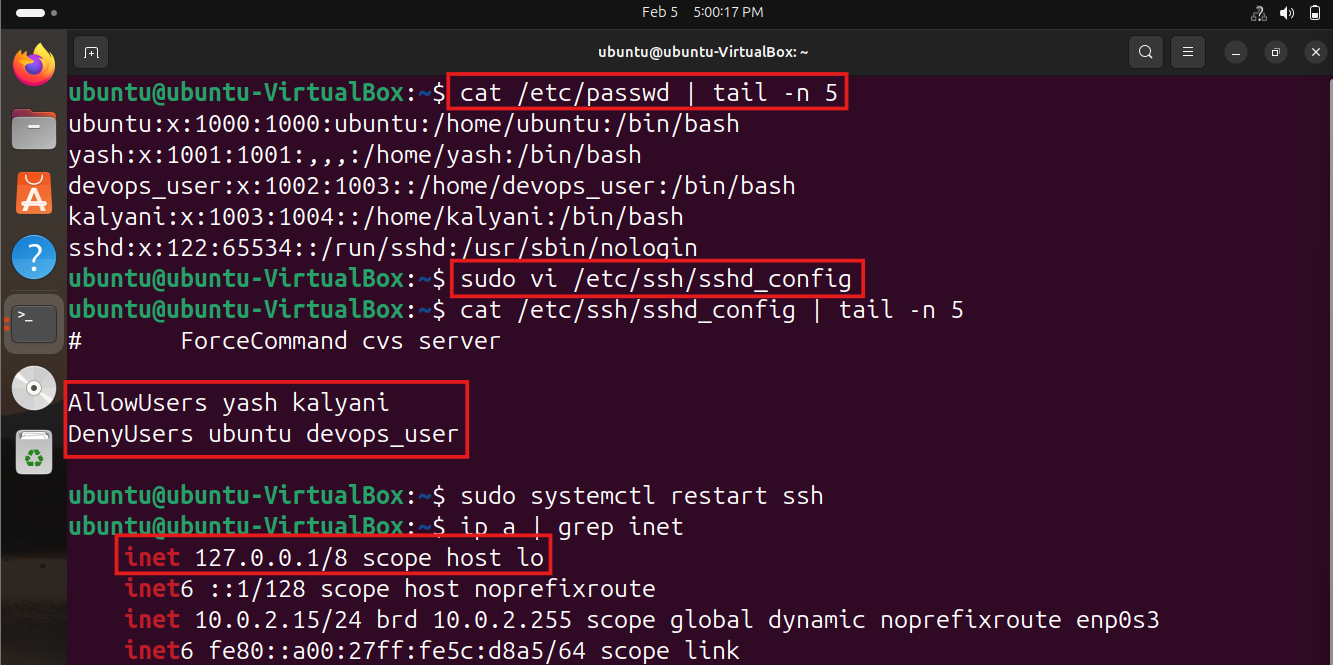 Feb 5 5:00:17 PM
ubuntu@ubuntu-VirtualBox: ~
ubuntu@ubuntu-VirtualBox:~$ cat /etc/passwd | tail -n 5
ubuntu:x:1000:1000:ubuntu:/home/ubuntu:/bin/bash
yash:x:1001:1001:,,,:/home/yash:/bin/bash
devops_user:x:1002:1003::/home/devops_user:/bin/bash
kalyani:x:1003:1004::/home/kalyani:/bin/bash
sshd:x:122:65534::/run/sshd:/usr/sbin/nologin
ubuntu@ubuntu-VirtualBox:~$ sudo vi /etc/ssh/sshd_config
ubuntu@ubuntu-VirtualBox:~$ cat /etc/ssh/sshd_config | tail -n 5
#       ForceCommand cvs server
AllowUsers yash kalyani
DenyUsers ubuntu devops_user
ubuntu@ubuntu-VirtualBox:~$ sudo systemctl restart ssh
ubuntu@ubuntu-VirtualBox:~$ ip a | grep inet
    inet 127.0.0.1/8 scope host lo
    inet6 ::1/128 scope host noprefixroute
    inet 10.0.2.15/24 brd 10.0.2.255 scope global dynamic noprefixroute enp0s3
    inet6 fe80::a00:27ff:fe5c:d8a5/64 scope link